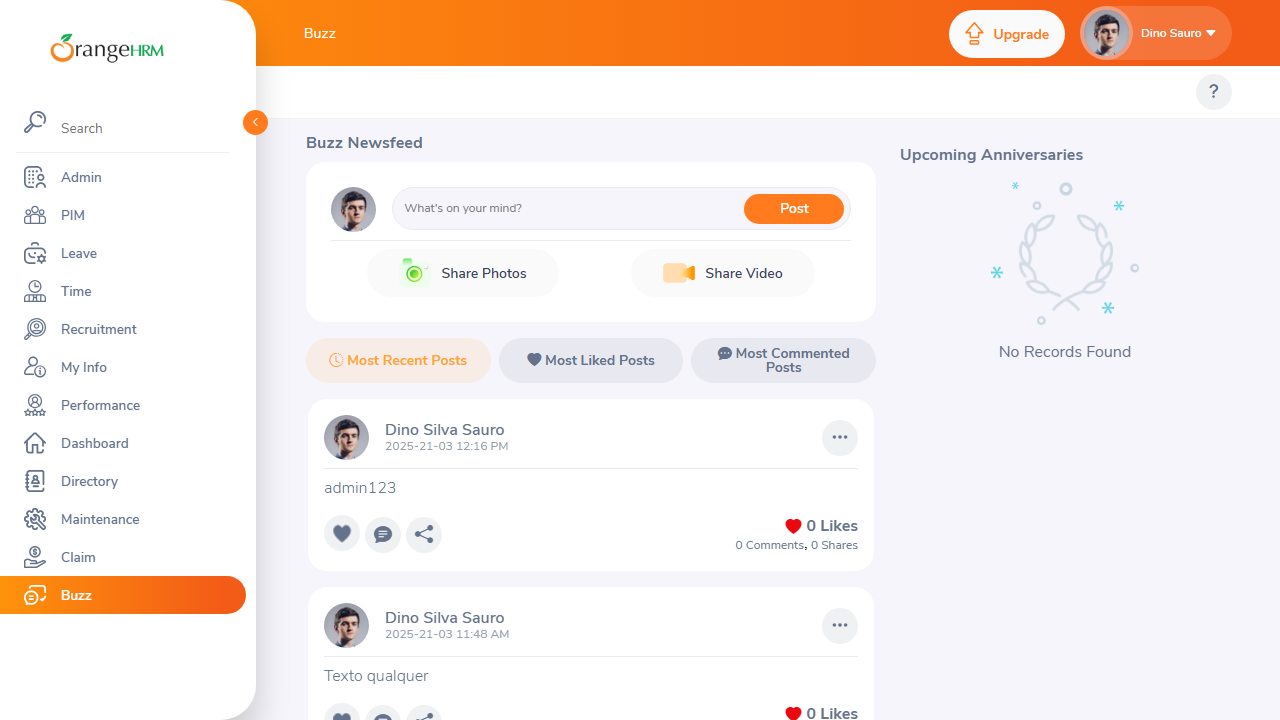 OrangeHRM
Buzz
Upgrade
Dino Sauro
?
Search
Admin
PIM
Leave
Time
Recruitment
My Info
Performance
Dashboard
Directory
Maintenance
Claim
Buzz
Buzz Newsfeed
What's on your mind?
Post
Share Photos
Share Video
Most Recent Posts
Most Liked Posts
Most Commented
Posts
Dino Silva Sauro
2025-21-03 12:16 PM
admin123
0 Likes
0 Comments, 0 Shares
Dino Silva Sauro
2025-21-03 11:48 AM
Texto qualquer
0 Likes
Upcoming Anniversaries
No Records Found